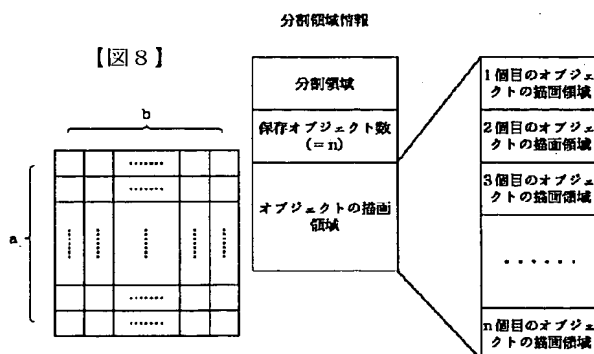 分割領域情報
【図８】
b
a
.......
.......
.......
.......
.......
.......
.......
.......
.......
分割領域
保存オブジェクト数
(=n)
オブジェクトの描画
領域
1個目のオブジェ
クトの描画領域
2個目のオブジェ
クトの描画領域
3個目のオブジェ
クトの描画領域
・・・・・・
n個目のオブジェ
クトの描画領域